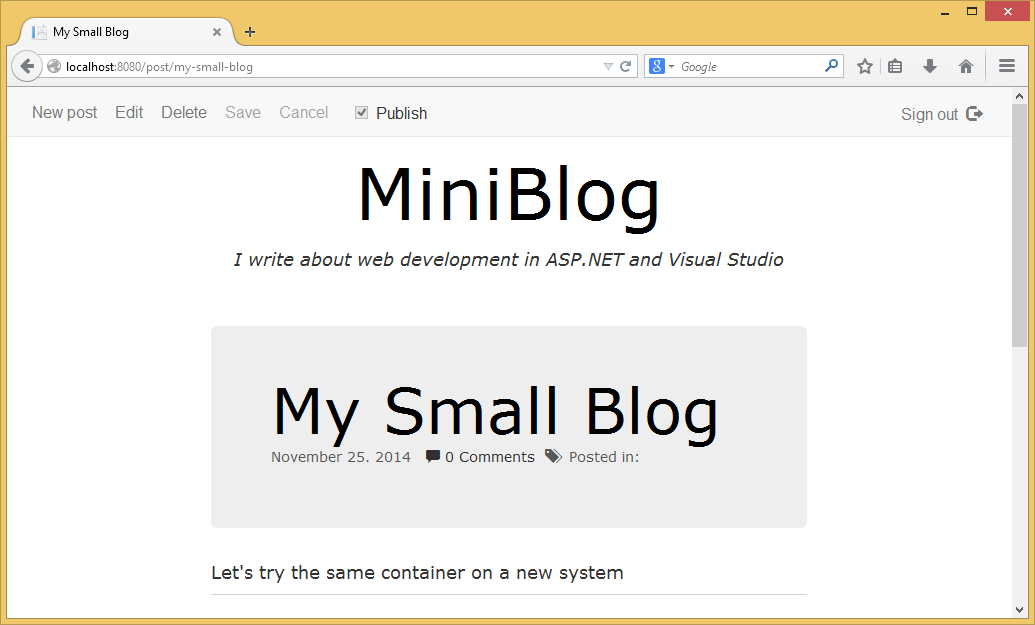 My Small Blog
localhost:8080/post/my-small-blog
Google
New post Edit Delete Save Cancel Publish Sign out
MiniBlog
I write about web development in ASP.NET and Visual Studio
My Small Blog
November 25. 2014 0 Comments Posted in:
Let's try the same container on a new system